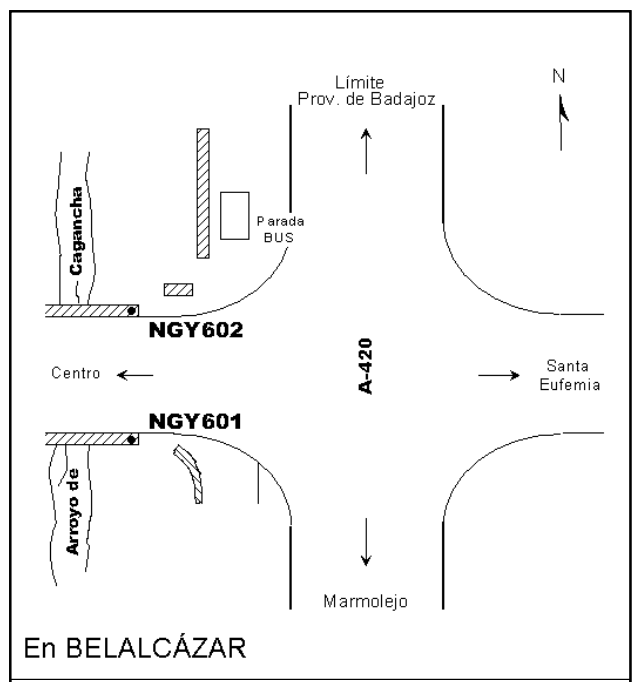 Límite
Prov. de Badajoz
N
Cagancha
Parada
BUS
NGY602
Centro
A-420
Santa
Eufemia
NGY601
Arroyo de
Marmolejo
En BELALCÁZAR